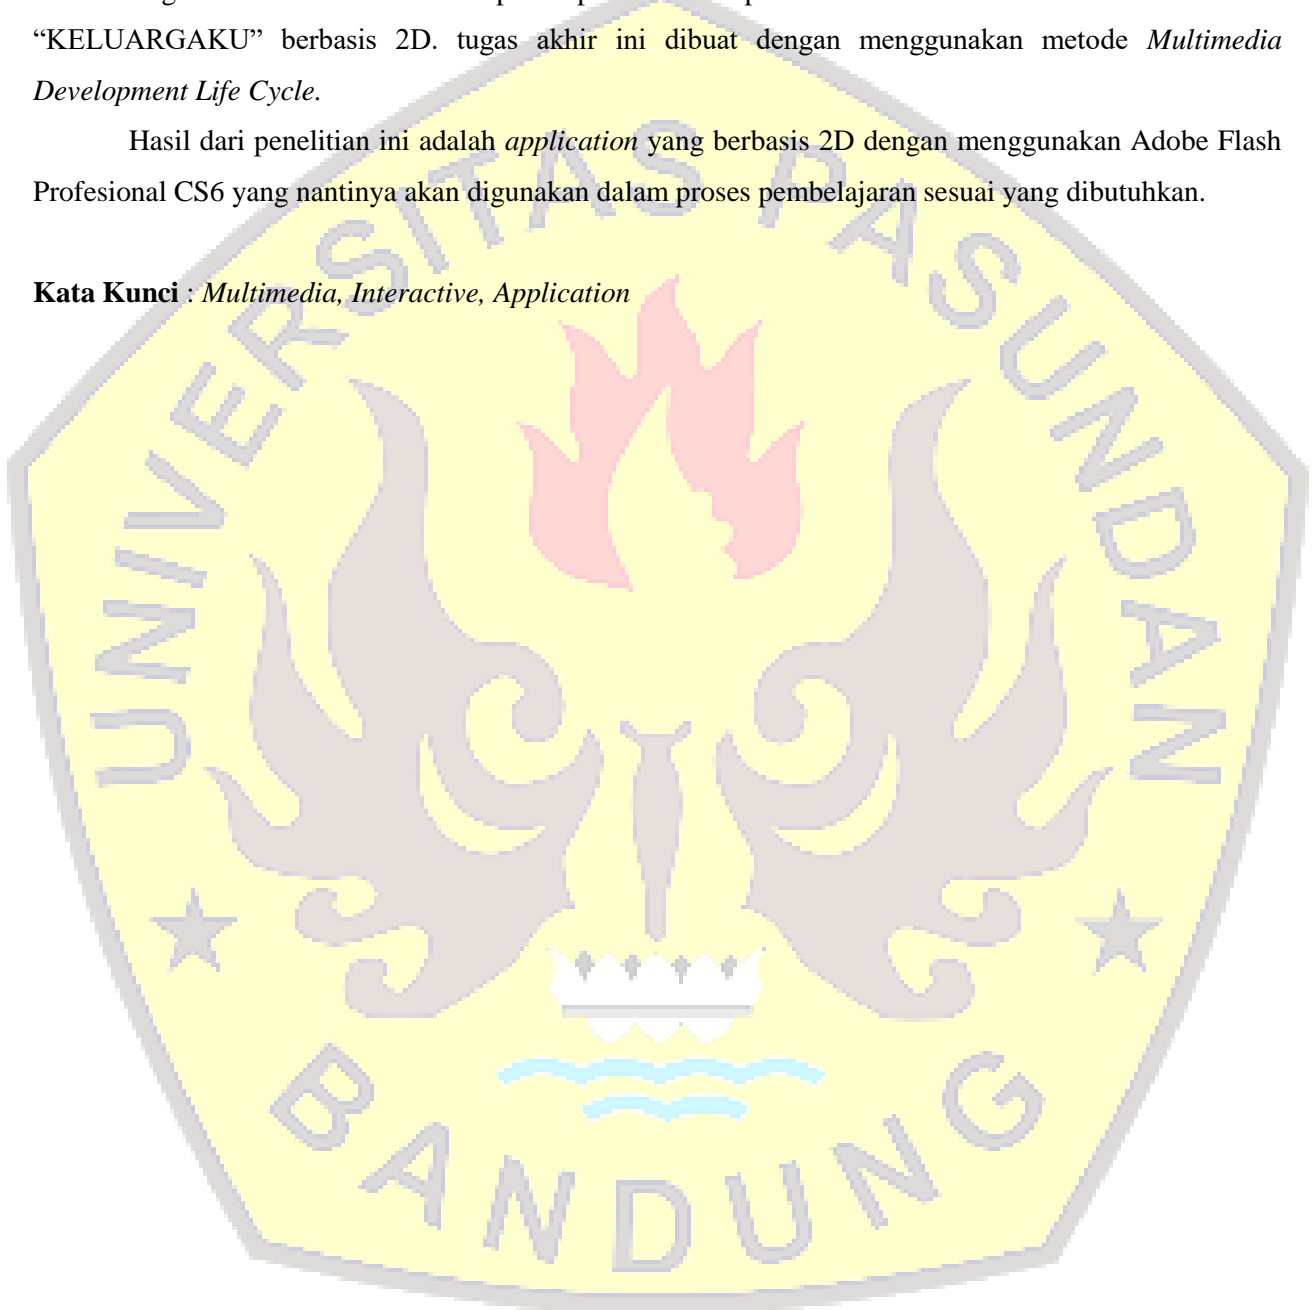 “KELUARGAKU” berbasis 2D. tugas akhir ini dibuat dengan menggunakan metode Multimedia
Development Life Cycle.
Hasil dari penelitian ini adalah application yang berbasis 2D dengan menggunakan Adobe Flash
Profesional CS6 yang nantinya akan digunakan dalam proses pembelajaran sesuai yang dibutuhkan.
Kata Kunci : Multimedia, Interactive, Application
UNIVERSITAS PASUNDAN
BANDUNG